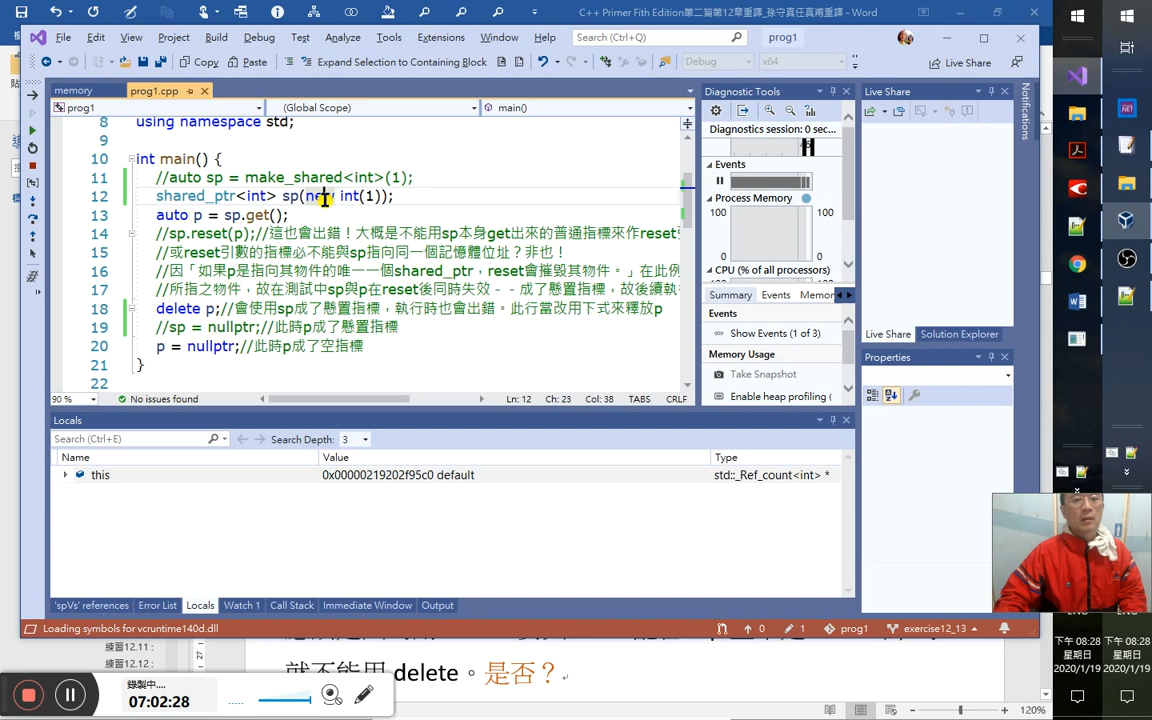 C++ Primer Fith Edition第二篇第12章重譯_孫守真任真甫重譯 - Word
File Edit View Project Build Debug Test Analyze Tools Extensions Window Help Search (Ctrl+Q) prog1
Copy Paste Expand Selection to Containing Block Debug x64 Live Share
memory prog1.cpp
prog1 (Global Scope) main()
8 using namespace std;
9
10 int main() {
11 //auto sp = make_shared<int>(1);
12 shared_ptr<int> sp(new int(1));
13 auto p = sp.get();
14 //sp.reset(p);//這也會出錯！大概是不能用sp本身get出來的普通指標來作reset引
15 //或reset引數的指標必不能與sp指向同一個記憶體位址？非也！
16 //因「如果p是指向其物件的唯一一個shared_ptr，reset會摧毀其物件。」在此例
17 //所指之物件，故在測試中sp與p在reset後同時失效--成了懸置指標，故後續執行
18 delete p;//會使用sp成了懸置指標，執行時也會出錯。此行當改用下式來釋放p
19 //sp = nullptr;//此時p成了懸置指標
20 p = nullptr;//此時p成了空指標
21 }
22
90 % No issues found Ln: 12 Ch: 23 Col: 38 TABS CRLF
Diagnostic Tools
Diagnostics session: 0 sec...
Events
Process Memory
100 100
0 0
CPU (% of all processors)
Summary Events Memor
Events
Show Events (1 of 3)
Memory Usage
Take Snapshot
Enable heap profiling (
Live Share
Live Share Solution Explorer
Properties
Notifications
Locals
Search (Ctrl+E) Search Depth: 3
Name Value Type
this 0x00000219202f95c0 default std::_Ref_count<int> *
'spVs' references Error List Locals Watch 1 Call Stack Immediate Window Output
Loading symbols for vcruntime140d.dll 0 1 prog1 exercise12_13
練習12.11：
練習12.12：
就不能用 delete。是否？
錄製中....
07:02:28
120%
下午 08:28
星期日
2020/1/19
下午 08:28
星期日
2020/1/19